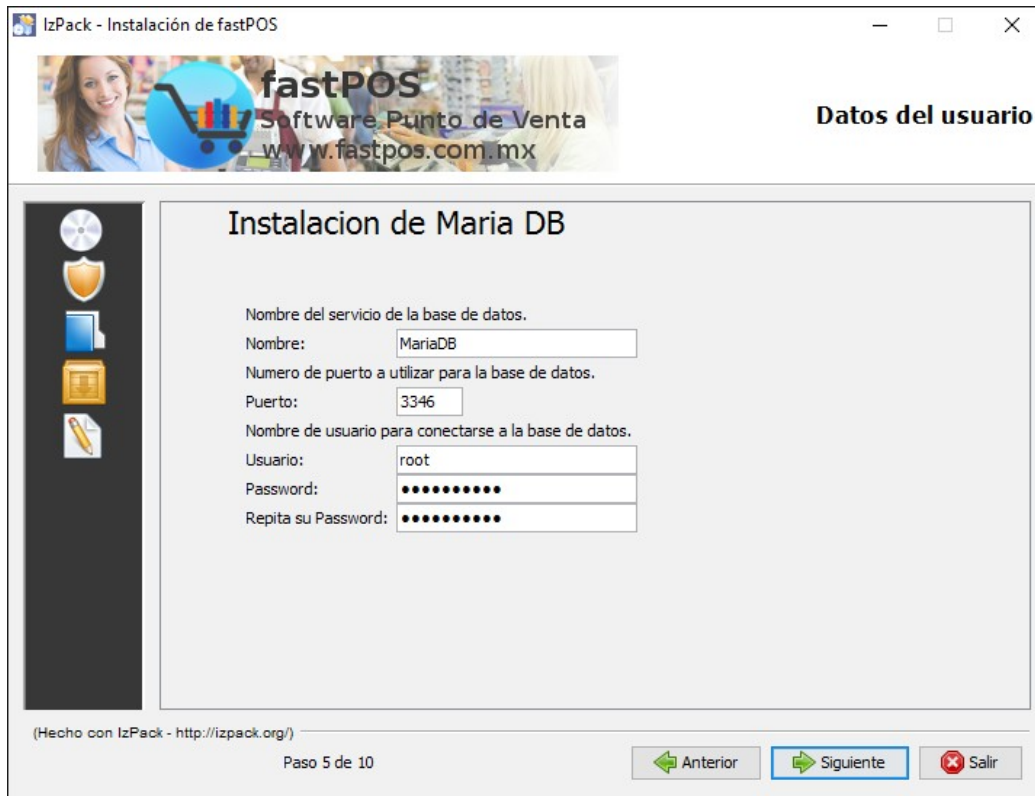 IzPack - Instalación de fastPOS
fastPOS
Software Punto de Venta
www.fastpos.com.mx
Datos del usuario
Instalacion de Maria DB
Nombre del servicio de la base de datos.
Nombre: MariaDB
Numero de puerto a utilizar para la base de datos.
Puerto: 3346
Nombre de usuario para conectarse a la base de datos.
Usuario: root
Password: ●●●●●●●●●●
Repita su Password: ●●●●●●●●●●
(Hecho con IzPack - http://izpack.org/)
Paso 5 de 10 Anterior Siguiente Salir